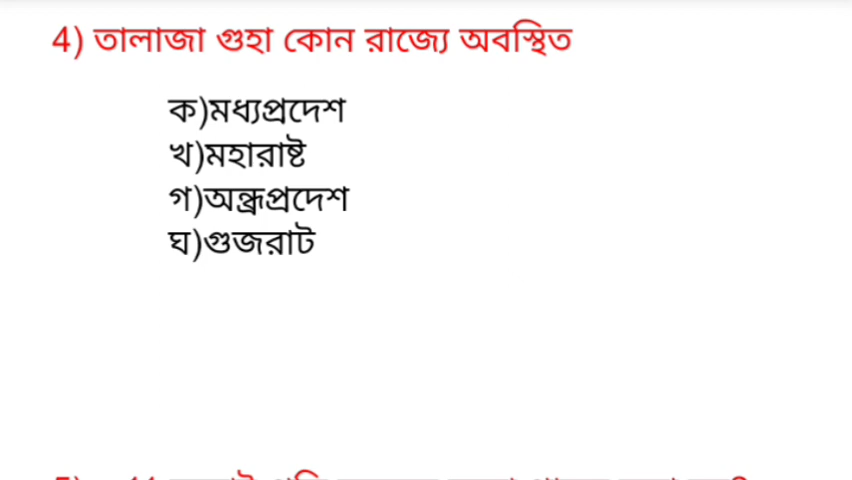 4) তালাজা গুহা কোন রাজ্যে অবস্থিত
ক)মধ্যপ্রদেশ
খ)মহারাষ্ট
গ)অন্ধ্রপ্রদেশ
ঘ)গুজরাট